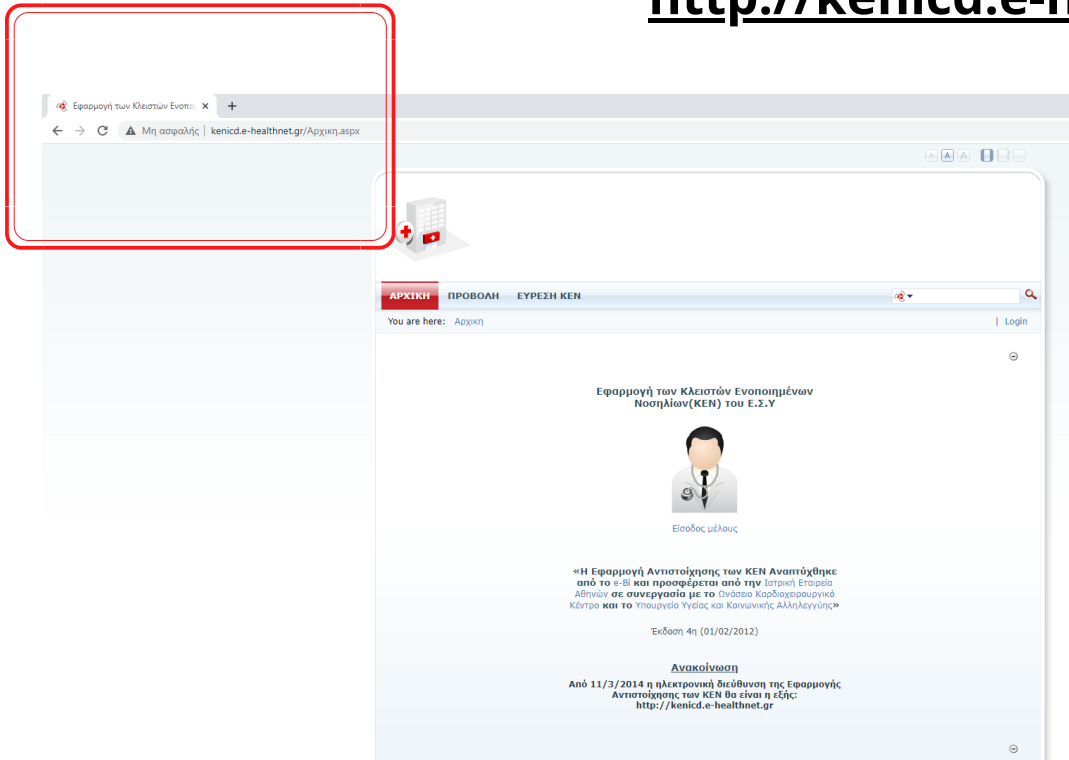 http://kenicd.e-h
Εφαρμογή των Κλειστών Ενοπο
Μη ασφαλής | kenicd.e-healthnet.gr/Αρχικη.aspx
A A A
ΑΡΧΙΚΗ ΠΡΟΒΟΛΗ ΕΥΡΕΣΗ ΚΕΝ
You are here: Αρχικη | Login
Εφαρμογή των Κλειστών Ενοποιημένων
Νοσηλίων(ΚΕΝ) του Ε.Σ.Υ
Είσοδος μέλους
«Η Εφαρμογή Αντιστοίχησης των ΚΕΝ Αναπτύχθηκε
από το e-Bi και προσφέρεται από την Ιατρική Εταιρεία
Αθηνών σε συνεργασία με το Ωνάσειο Καρδιοχειρουργικό
Κέντρο και το Υπουργείο Υγείας και Κοινωνικής Αλληλεγγύης»
Έκδοση 4η (01/02/2012)
Ανακοίνωση
Από 11/3/2014 η ηλεκτρονική διεύθυνση της Εφαρμογής
Αντιστοίχησης των ΚΕΝ θα είναι η εξής:
http://kenicd.e-healthnet.gr